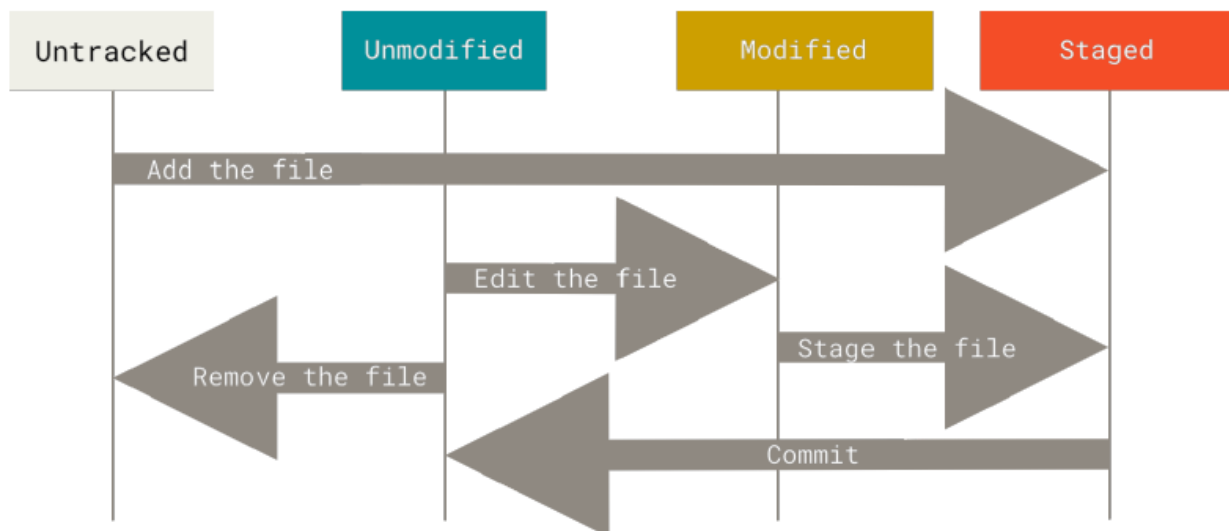 Untracked
Unmodified
Modified
Staged
Add the file
Edit the file
Stage the file
Remove the file
Commit